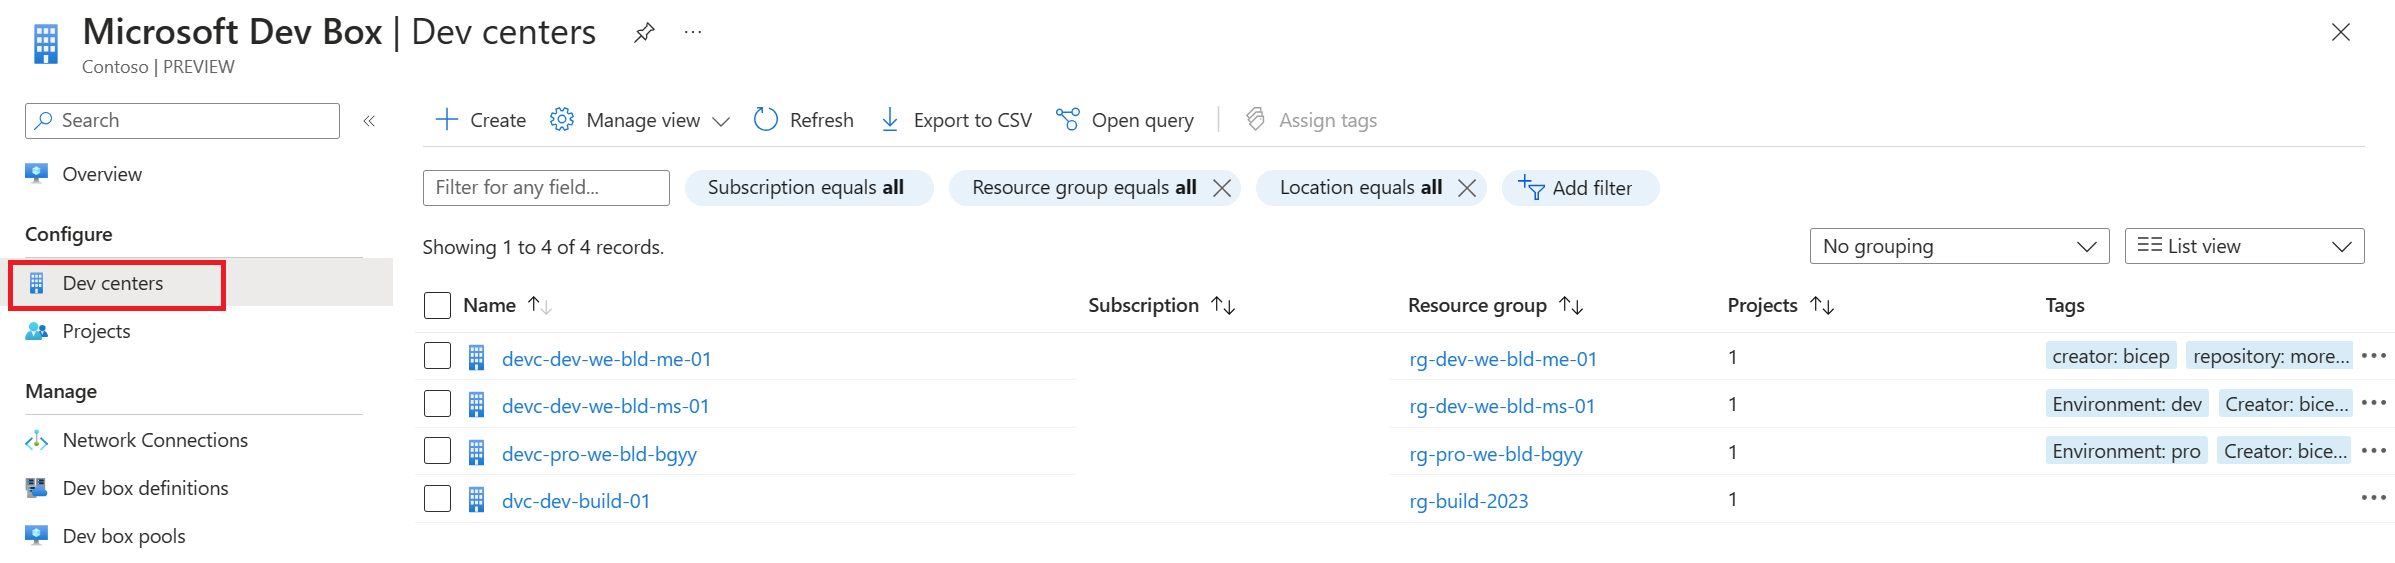 Microsoft Dev Box | Dev centers
Contoso | PREVIEW
Search
Overview
Configure
Dev centers
Projects
Manage
Network Connections
Dev box definitions
Dev box pools
Create Manage view Refresh Export to CSV Open query Assign tags
Filter for any field... Subscription equals all Resource group equals all Location equals all Add filter
Showing 1 to 4 of 4 records. No grouping List view
Name Subscription Resource group Projects Tags
devc-dev-we-bld-me-01 rg-dev-we-bld-me-01 1 creator: bicep repository: more...
devc-dev-we-bld-ms-01 rg-dev-we-bld-ms-01 1 Environment: dev Creator: bice...
devc-pro-we-bld-bgyy rg-pro-we-bld-bgyy 1 Environment: pro Creator: bice...
dvc-dev-build-01 rg-build-2023 1